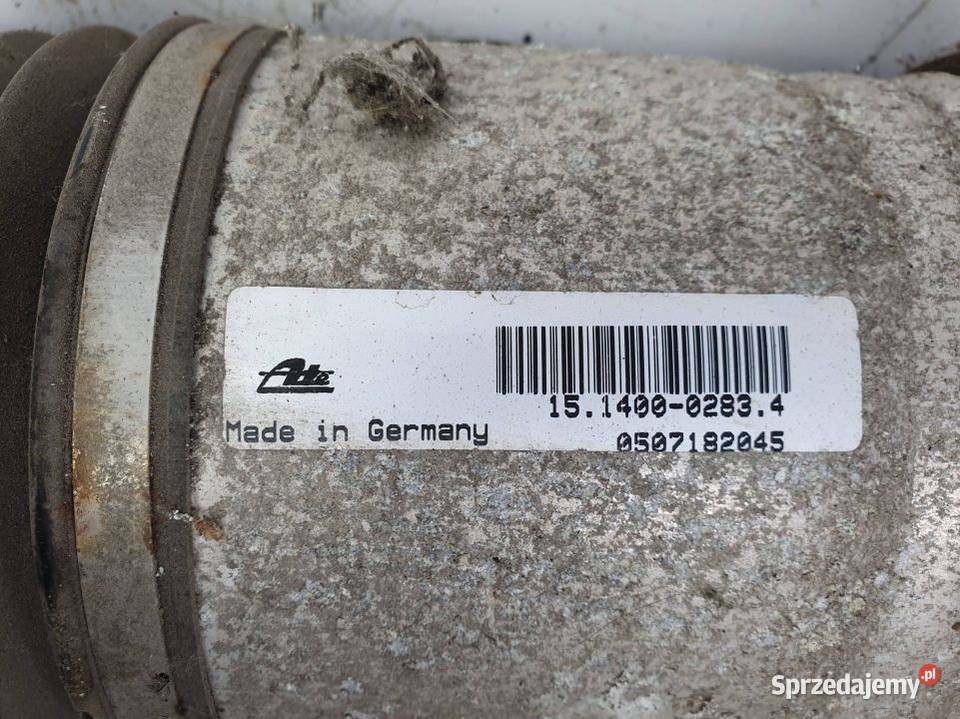 Ate
15.1400-0283.4
Made in Germany
0507182045
Sprzedajemy.pl